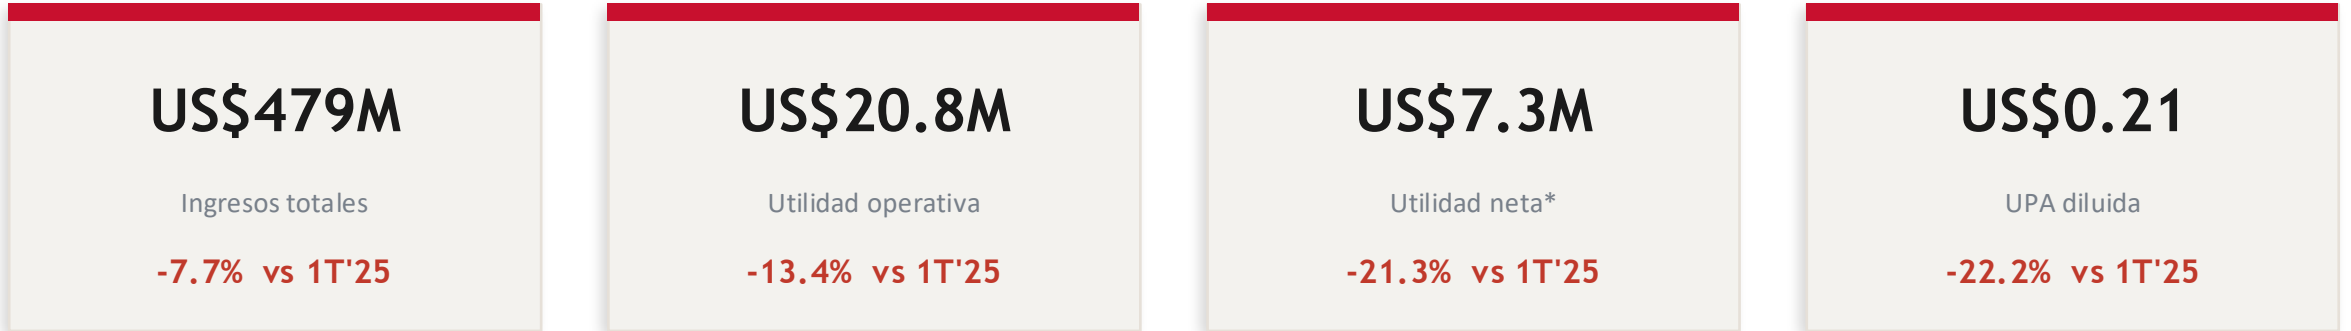 US$479M
Ingresos totales
-7.7% vs 1T'25
US$20.8M
Utilidad operativa
-13.4% vs 1T'25
US$7.3M
Utilidad neta*
-21.3% vs 1T'25
US$0.21
UPA diluida
-22.2% vs 1T'25